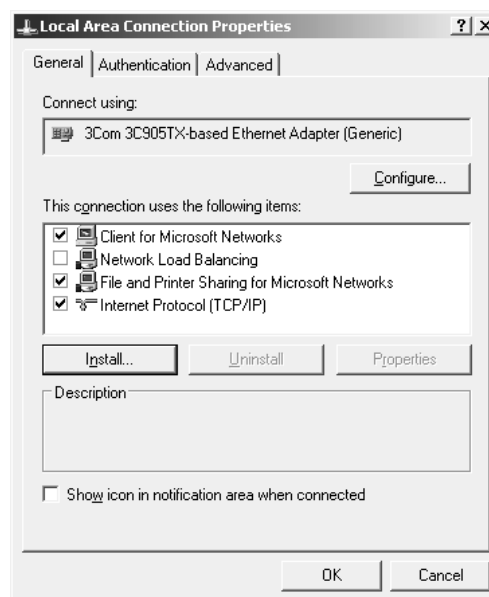 Local Area Connection Properties ? X
General Authentication Advanced
Connect using:
3Com 3C905TX-based Ethernet Adapter (Generic)
Configure...
This connection uses the following items:
Client for Microsoft Networks
Network Load Balancing
File and Printer Sharing for Microsoft Networks
Internet Protocol (TCP/IP)
Install... Uninstall Properties
Description
Show icon in notification area when connected
OK Cancel